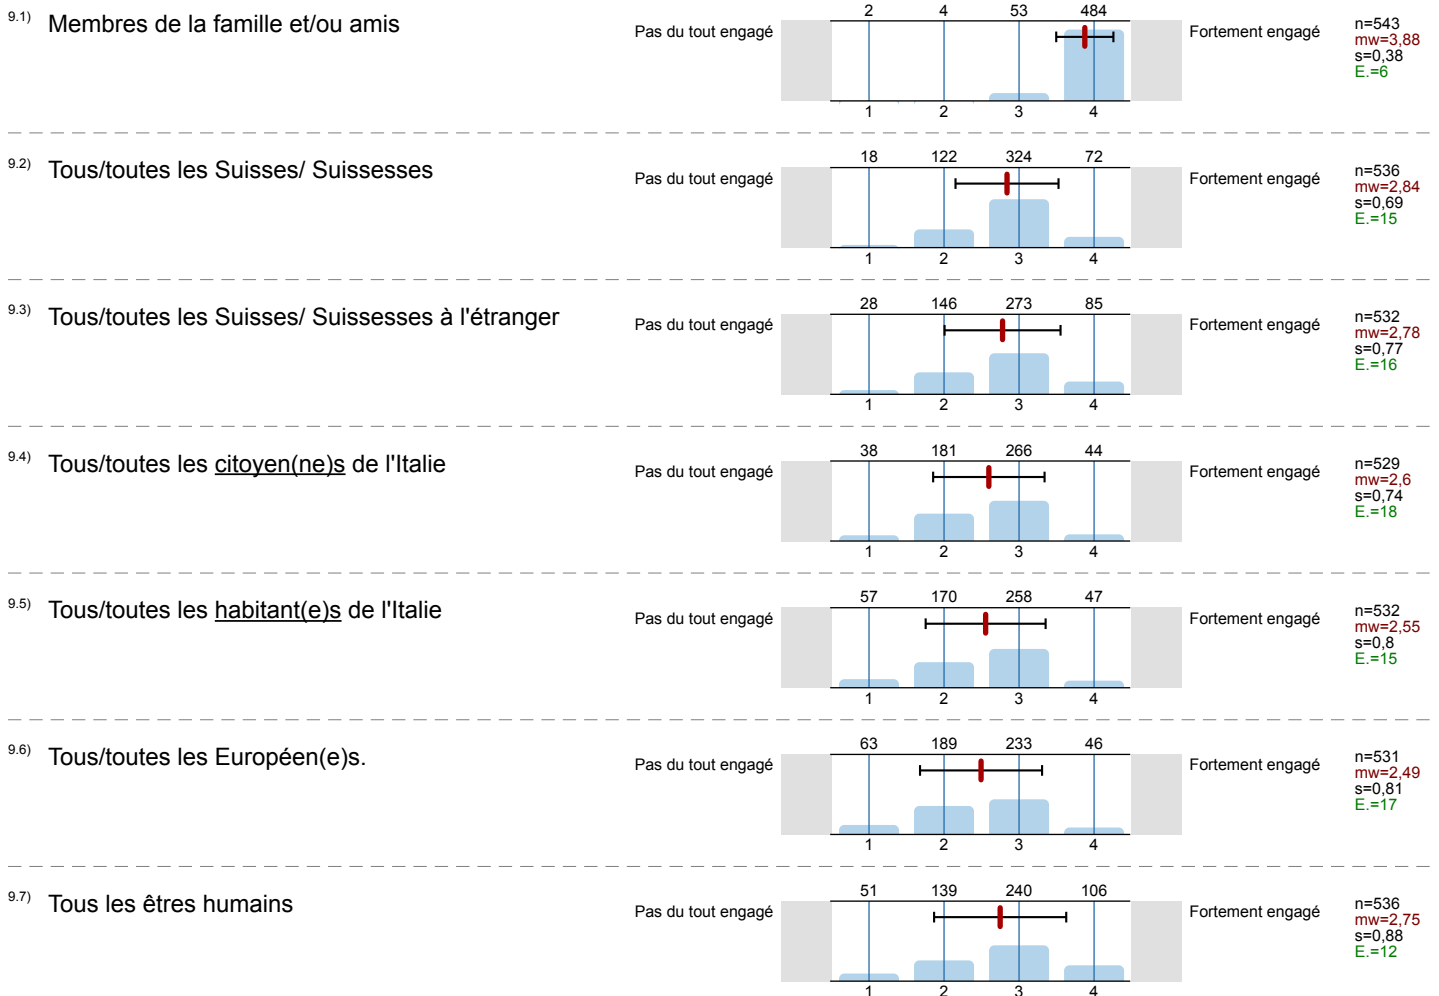 9.1) Membres de la famille et/ou amis
Pas du tout engagé
2 4 53 484
1 2 3 4
Fortement engagé
n=543
mw=3,88
s=0,38
E.=6
9.2) Tous/toutes les Suisses/ Suissesses
Pas du tout engagé
18 122 324 72
1 2 3 4
Fortement engagé
n=536
mw=2,84
s=0,69
E.=15
9.3) Tous/toutes les Suisses/ Suissesses à l'étranger
Pas du tout engagé
28 146 273 85
1 2 3 4
Fortement engagé
n=532
mw=2,78
s=0,77
E.=16
9.4) Tous/toutes les citoyen(ne)s de l'Italie
Pas du tout engagé
38 181 266 44
1 2 3 4
Fortement engagé
n=529
mw=2,6
s=0,74
E.=18
9.5) Tous/toutes les habitant(e)s de l'Italie
Pas du tout engagé
57 170 258 47
1 2 3 4
Fortement engagé
n=532
mw=2,55
s=0,8
E.=15
9.6) Tous/toutes les Européen(e)s.
Pas du tout engagé
63 189 233 46
1 2 3 4
Fortement engagé
n=531
mw=2,49
s=0,81
E.=17
9.7) Tous les êtres humains
Pas du tout engagé
51 139 240 106
1 2 3 4
Fortement engagé
n=536
mw=2,75
s=0,88
E.=12